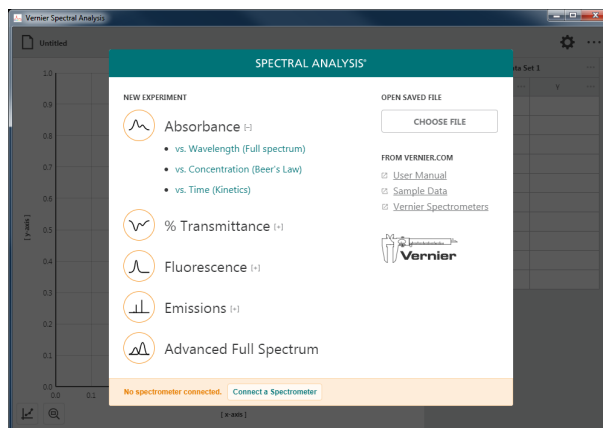 Vernier Spectral Analysis
Untitled
SPECTRAL ANALYSIS®
NEW EXPERIMENT
Absorbance [-]
vs. Wavelength (Full spectrum)
vs. Concentration (Beer's Law)
vs. Time (Kinetics)
% Transmittance [+]
Fluorescence [+]
Emissions [+]
Advanced Full Spectrum
OPEN SAVED FILE
CHOOSE FILE
FROM VERNIER.COM
User Manual
Sample Data
Vernier Spectrometers
Vernier
No spectrometer connected. Connect a Spectrometer
Set 1
Y
1.0
0.9
0.8
0.7
0.6
0.5
0.4
0.3
0.2
0.1
0.0
0.0 0.1
[ y-axis ]
[ x-axis ]